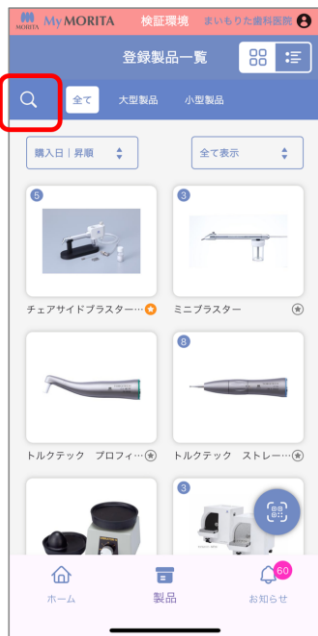 MORITA My MORITA 検証環境 まいもりた歯科医院
登録製品一覧
全て 大型製品 小型製品
購入日｜昇順 全て表示
5 3
チェアサイドブラスター… ミニブラスター
8
トルクテック プロフィ… トルクテック ストレー…
3
60
ホーム 製品 お知らせ